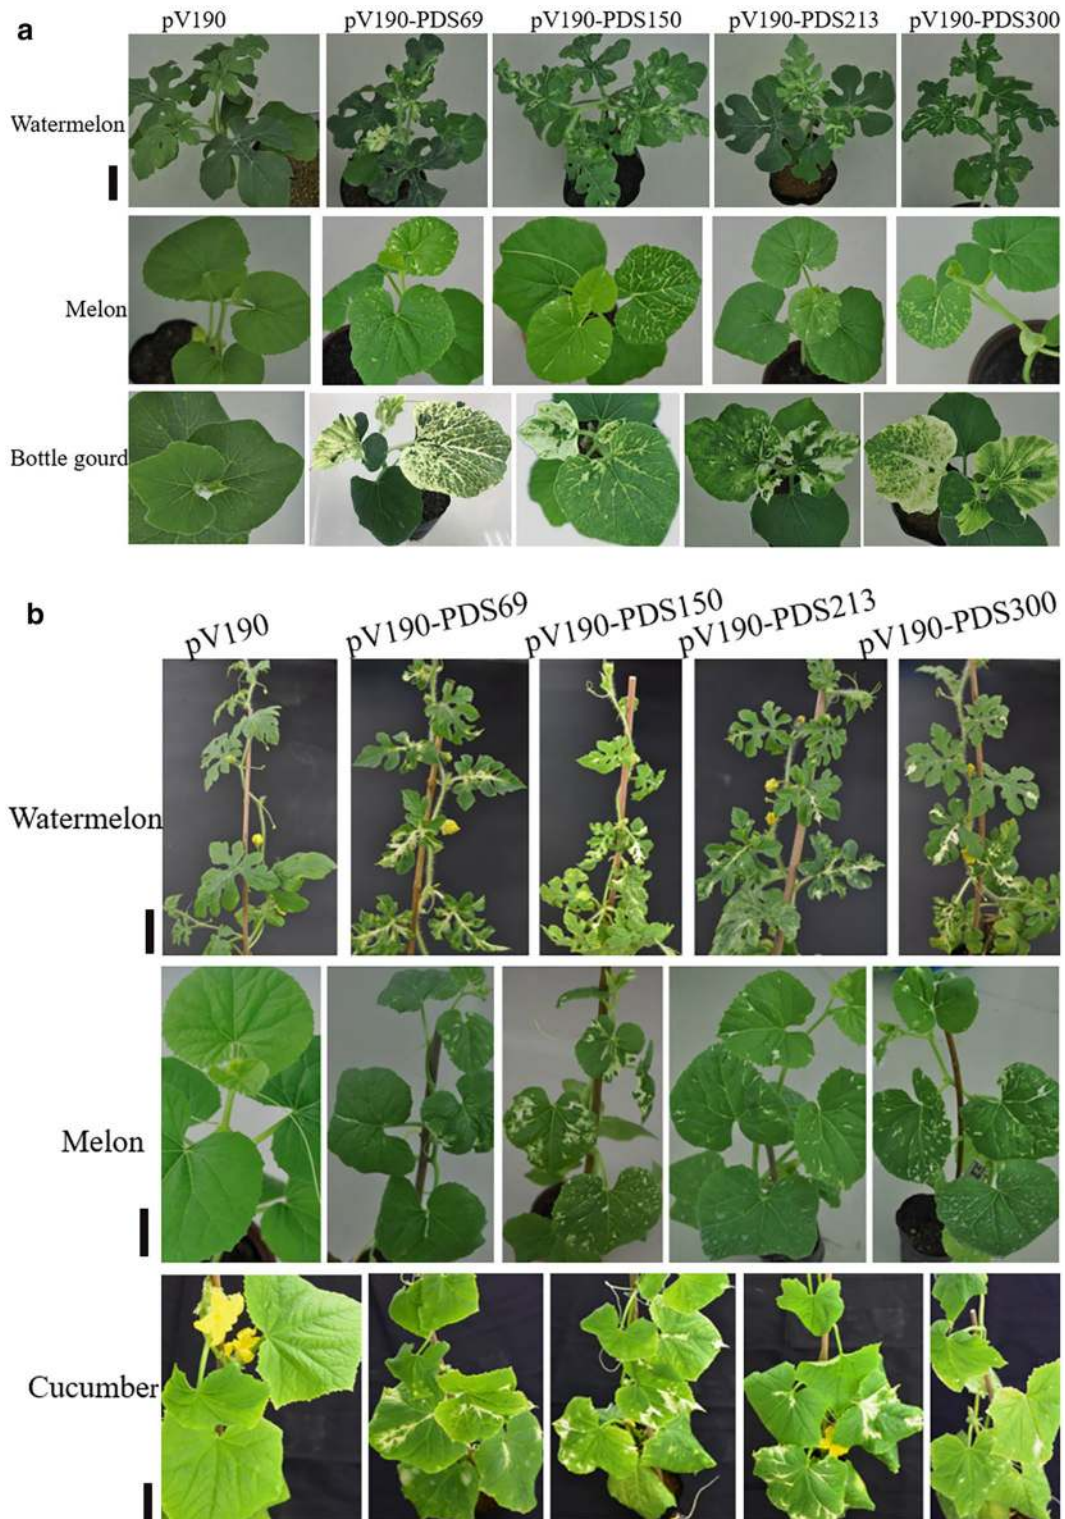 a
pV190 pV190-PDS69 pV190-PDS150 pV190-PDS213 pV190-PDS300
Watermelon
Melon
Bottle gourd
b
pV190 pV190-PDS69 pV190-PDS150 pV190-PDS213 pV190-PDS300
Watermelon
Melon
Cucumber